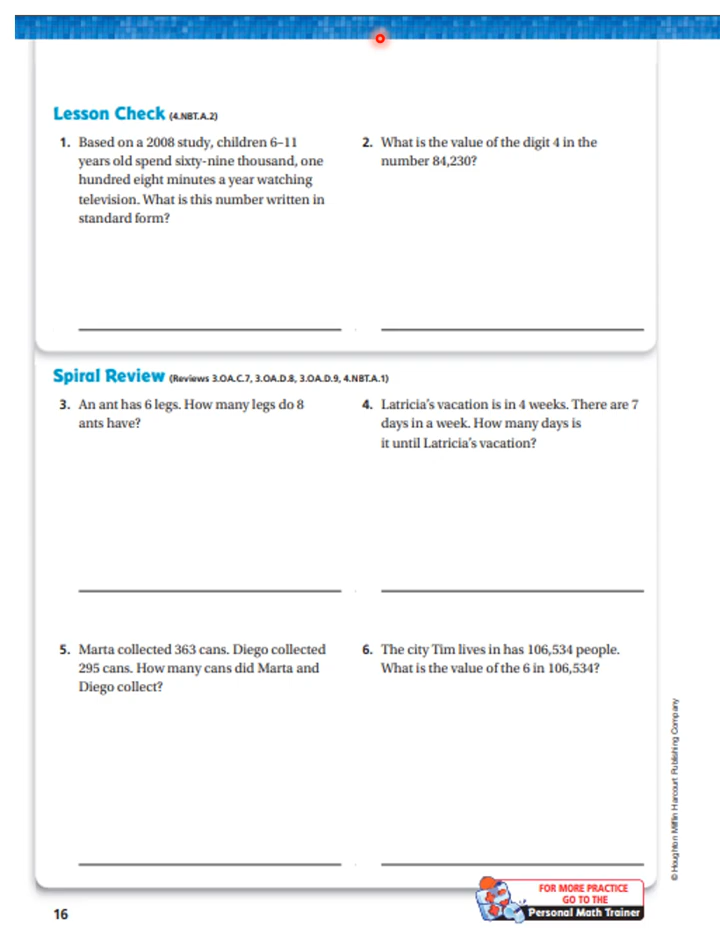 Lesson Check (4.NBT.A.2)
1. Based on a 2008 study, children 6–11
years old spend sixty-nine thousand, one
hundred eight minutes a year watching
television. What is this number written in
standard form?
2. What is the value of the digit 4 in the
number 84,230?
Spiral Review (Reviews 3.OA.C.7, 3.OA.D.8, 3.OA.D.9, 4.NBT.A.1)
3. An ant has 6 legs. How many legs do 8
ants have?
4. Latricia’s vacation is in 4 weeks. There are 7
days in a week. How many days is
it until Latricia’s vacation?
5. Marta collected 363 cans. Diego collected
295 cans. How many cans did Marta and
Diego collect?
6. The city Tim lives in has 106,534 people.
What is the value of the 6 in 106,534?
© Houghton Mifflin Harcourt Publishing Company
16
FOR MORE PRACTICE
GO TO THE
Personal Math Trainer